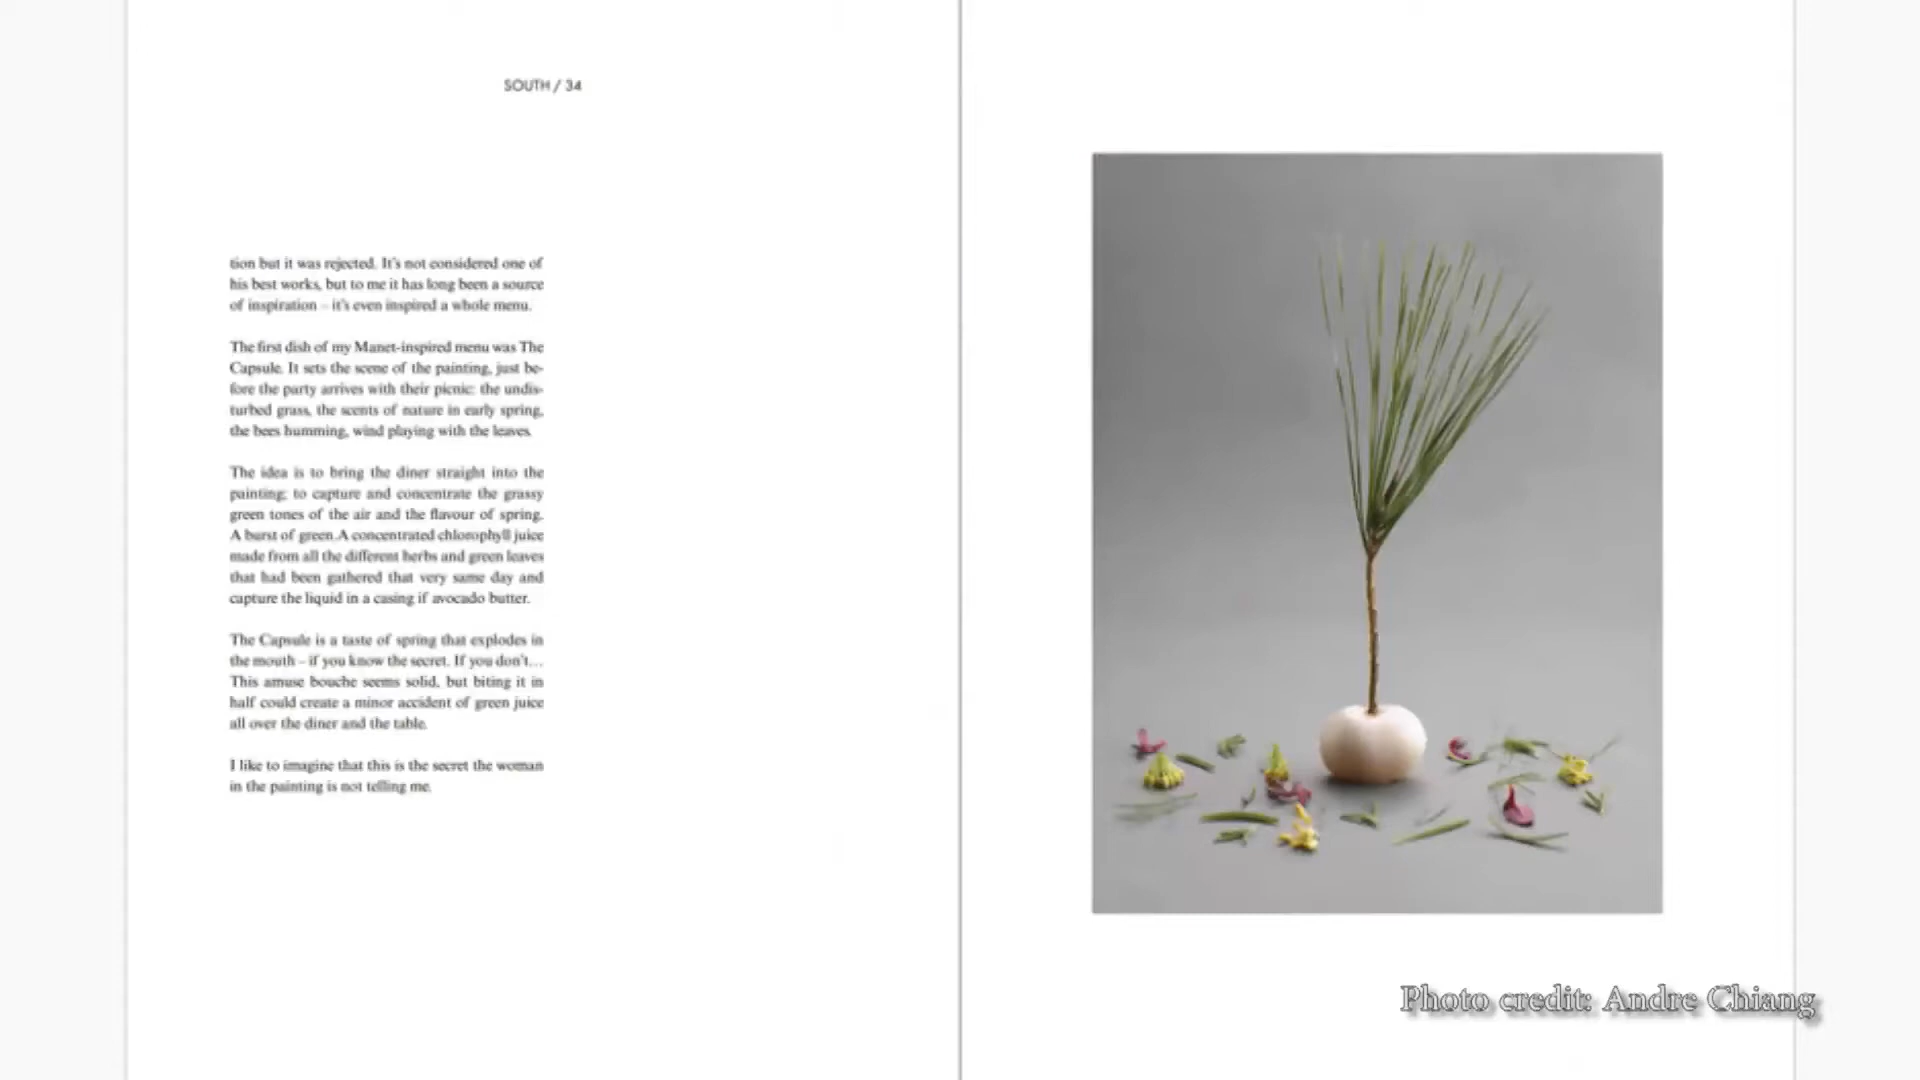 SOUTH / 34
tion but it was rejected. It's not considered one of
his best works, but to me it has long been a source
of inspiration – it's even inspired a whole menu.
The first dish of my Manet-inspired menu was The
Capsule. It sets the scene of the painting, just be-
fore the party arrives with their picnic: the undis-
turbed grass, the scents of nature in early spring,
the bees humming, wind playing with the leaves.
The idea is to bring the diner straight into the
painting; to capture and concentrate the grassy
green tones of the air and the flavour of spring.
A burst of green.A concentrated chlorophyll juice
made from all the different herbs and green leaves
that had been gathered that very same day and
capture the liquid in a casing if avocado butter.
The Capsule is a taste of spring that explodes in
the mouth – if you know the secret. If you don't…
This amuse bouche seems solid, but biting it in
half could create a minor accident of green juice
all over the diner and the table.
I like to imagine that this is the secret the woman
in the painting is not telling me.
Photo credit: Andre Chiang